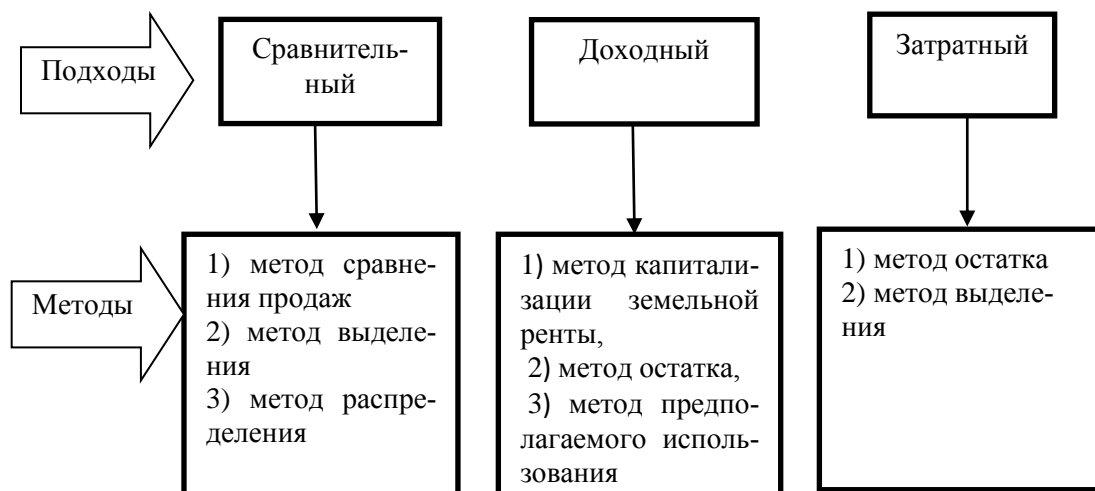 Подходы
Сравнитель-
ный
Доходный
Затратный
Методы
1) метод сравне-
ния продаж
2) метод выделе-
ния
3) метод распре-
деления
1) метод капитали-
зации земельной
ренты,
2) метод остатка,
3) метод предпо-
лагаемого исполь-
зования
1) метод остатка
2) метод выделе-
ния